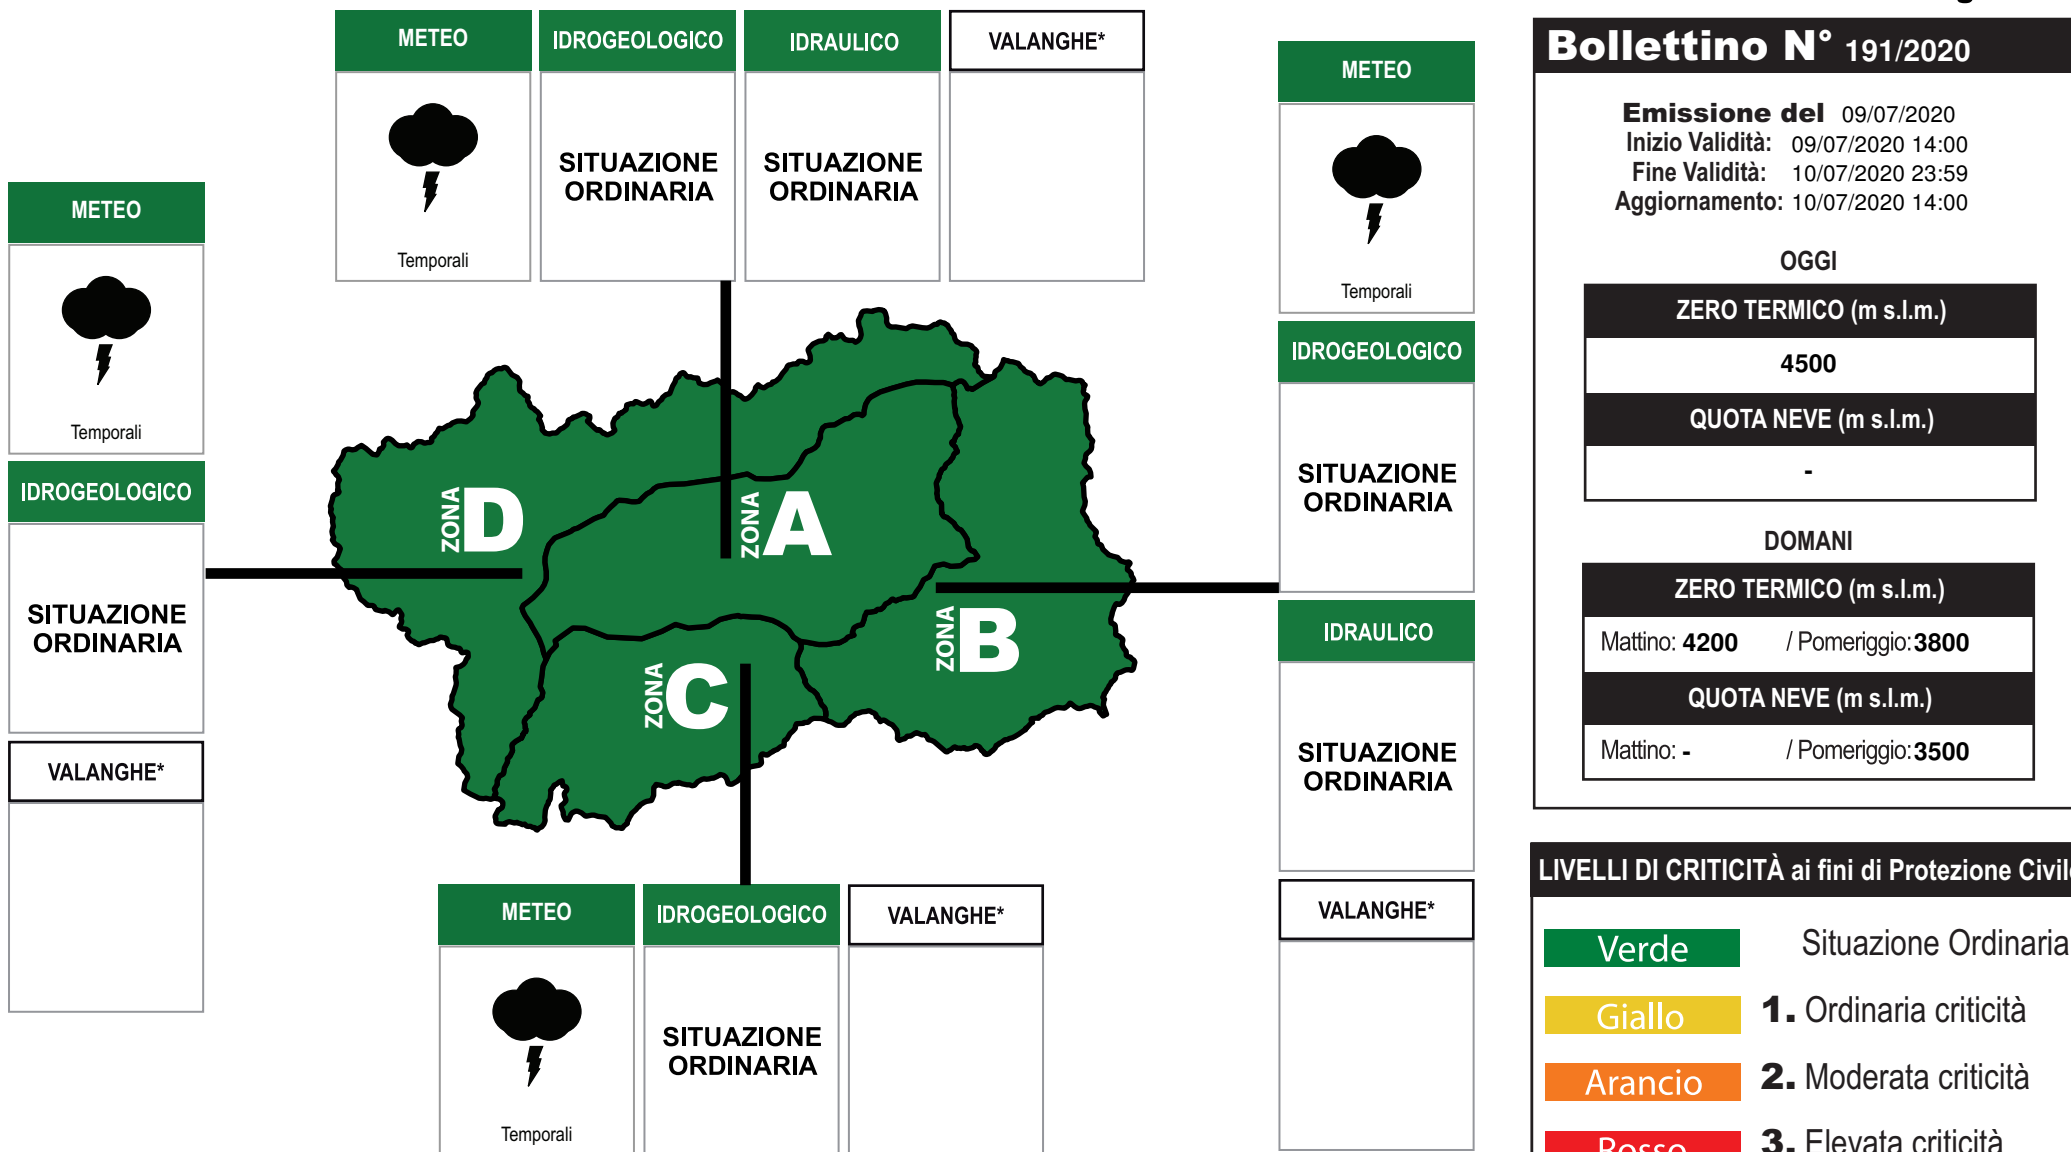 METEO
IDROGEOLOGICO
IDRAULICO
VALANGHE*
Temporali
SITUAZIONE
ORDINARIA
SITUAZIONE
ORDINARIA
METEO
Temporali
IDROGEOLOGICO
SITUAZIONE
ORDINARIA
VALANGHE*
ZONA D
ZONA A
ZONA B
ZONA C
METEO
Temporali
IDROGEOLOGICO
SITUAZIONE
ORDINARIA
IDRAULICO
SITUAZIONE
ORDINARIA
VALANGHE*
METEO
IDROGEOLOGICO
VALANGHE*
Temporali
SITUAZIONE
ORDINARIA
Bollettino N° 191/2020
Emissione del 09/07/2020
Inizio Validità: 09/07/2020 14:00
Fine Validità: 10/07/2020 23:59
Aggiornamento: 10/07/2020 14:00
OGGI
ZERO TERMICO (m s.l.m.)
4500
QUOTA NEVE (m s.l.m.)
-
DOMANI
ZERO TERMICO (m s.l.m.)
Mattino: 4200 / Pomeriggio: 3800
QUOTA NEVE (m s.l.m.)
Mattino: - / Pomeriggio: 3500
LIVELLI DI CRITICITÀ ai fini di Protezione Civile
Verde Situazione Ordinaria
Giallo 1. Ordinaria criticità
Arancio 2. Moderata criticità
Rosso 3. Elevata criticità